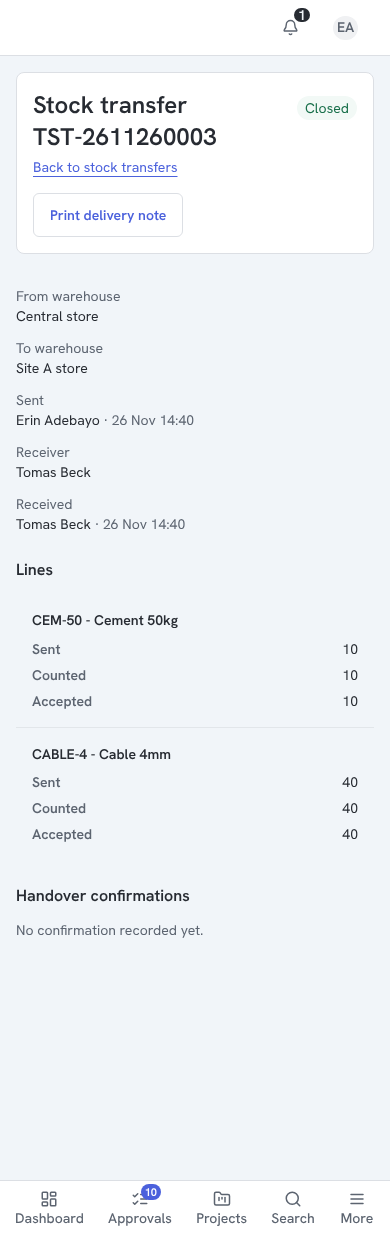 1
EA
Stock transfer
TST-2611260003
Closed
Back to stock transfers
Print delivery note
From warehouse
Central store
To warehouse
Site A store
Sent
Erin Adebayo · 26 Nov 14:40
Receiver
Tomas Beck
Received
Tomas Beck · 26 Nov 14:40
Lines
CEM-50 - Cement 50kg
Sent 10
Counted 10
Accepted 10
CABLE-4 - Cable 4mm
Sent 40
Counted 40
Accepted 40
Handover confirmations
No confirmation recorded yet.
10
Dashboard Approvals Projects Search More